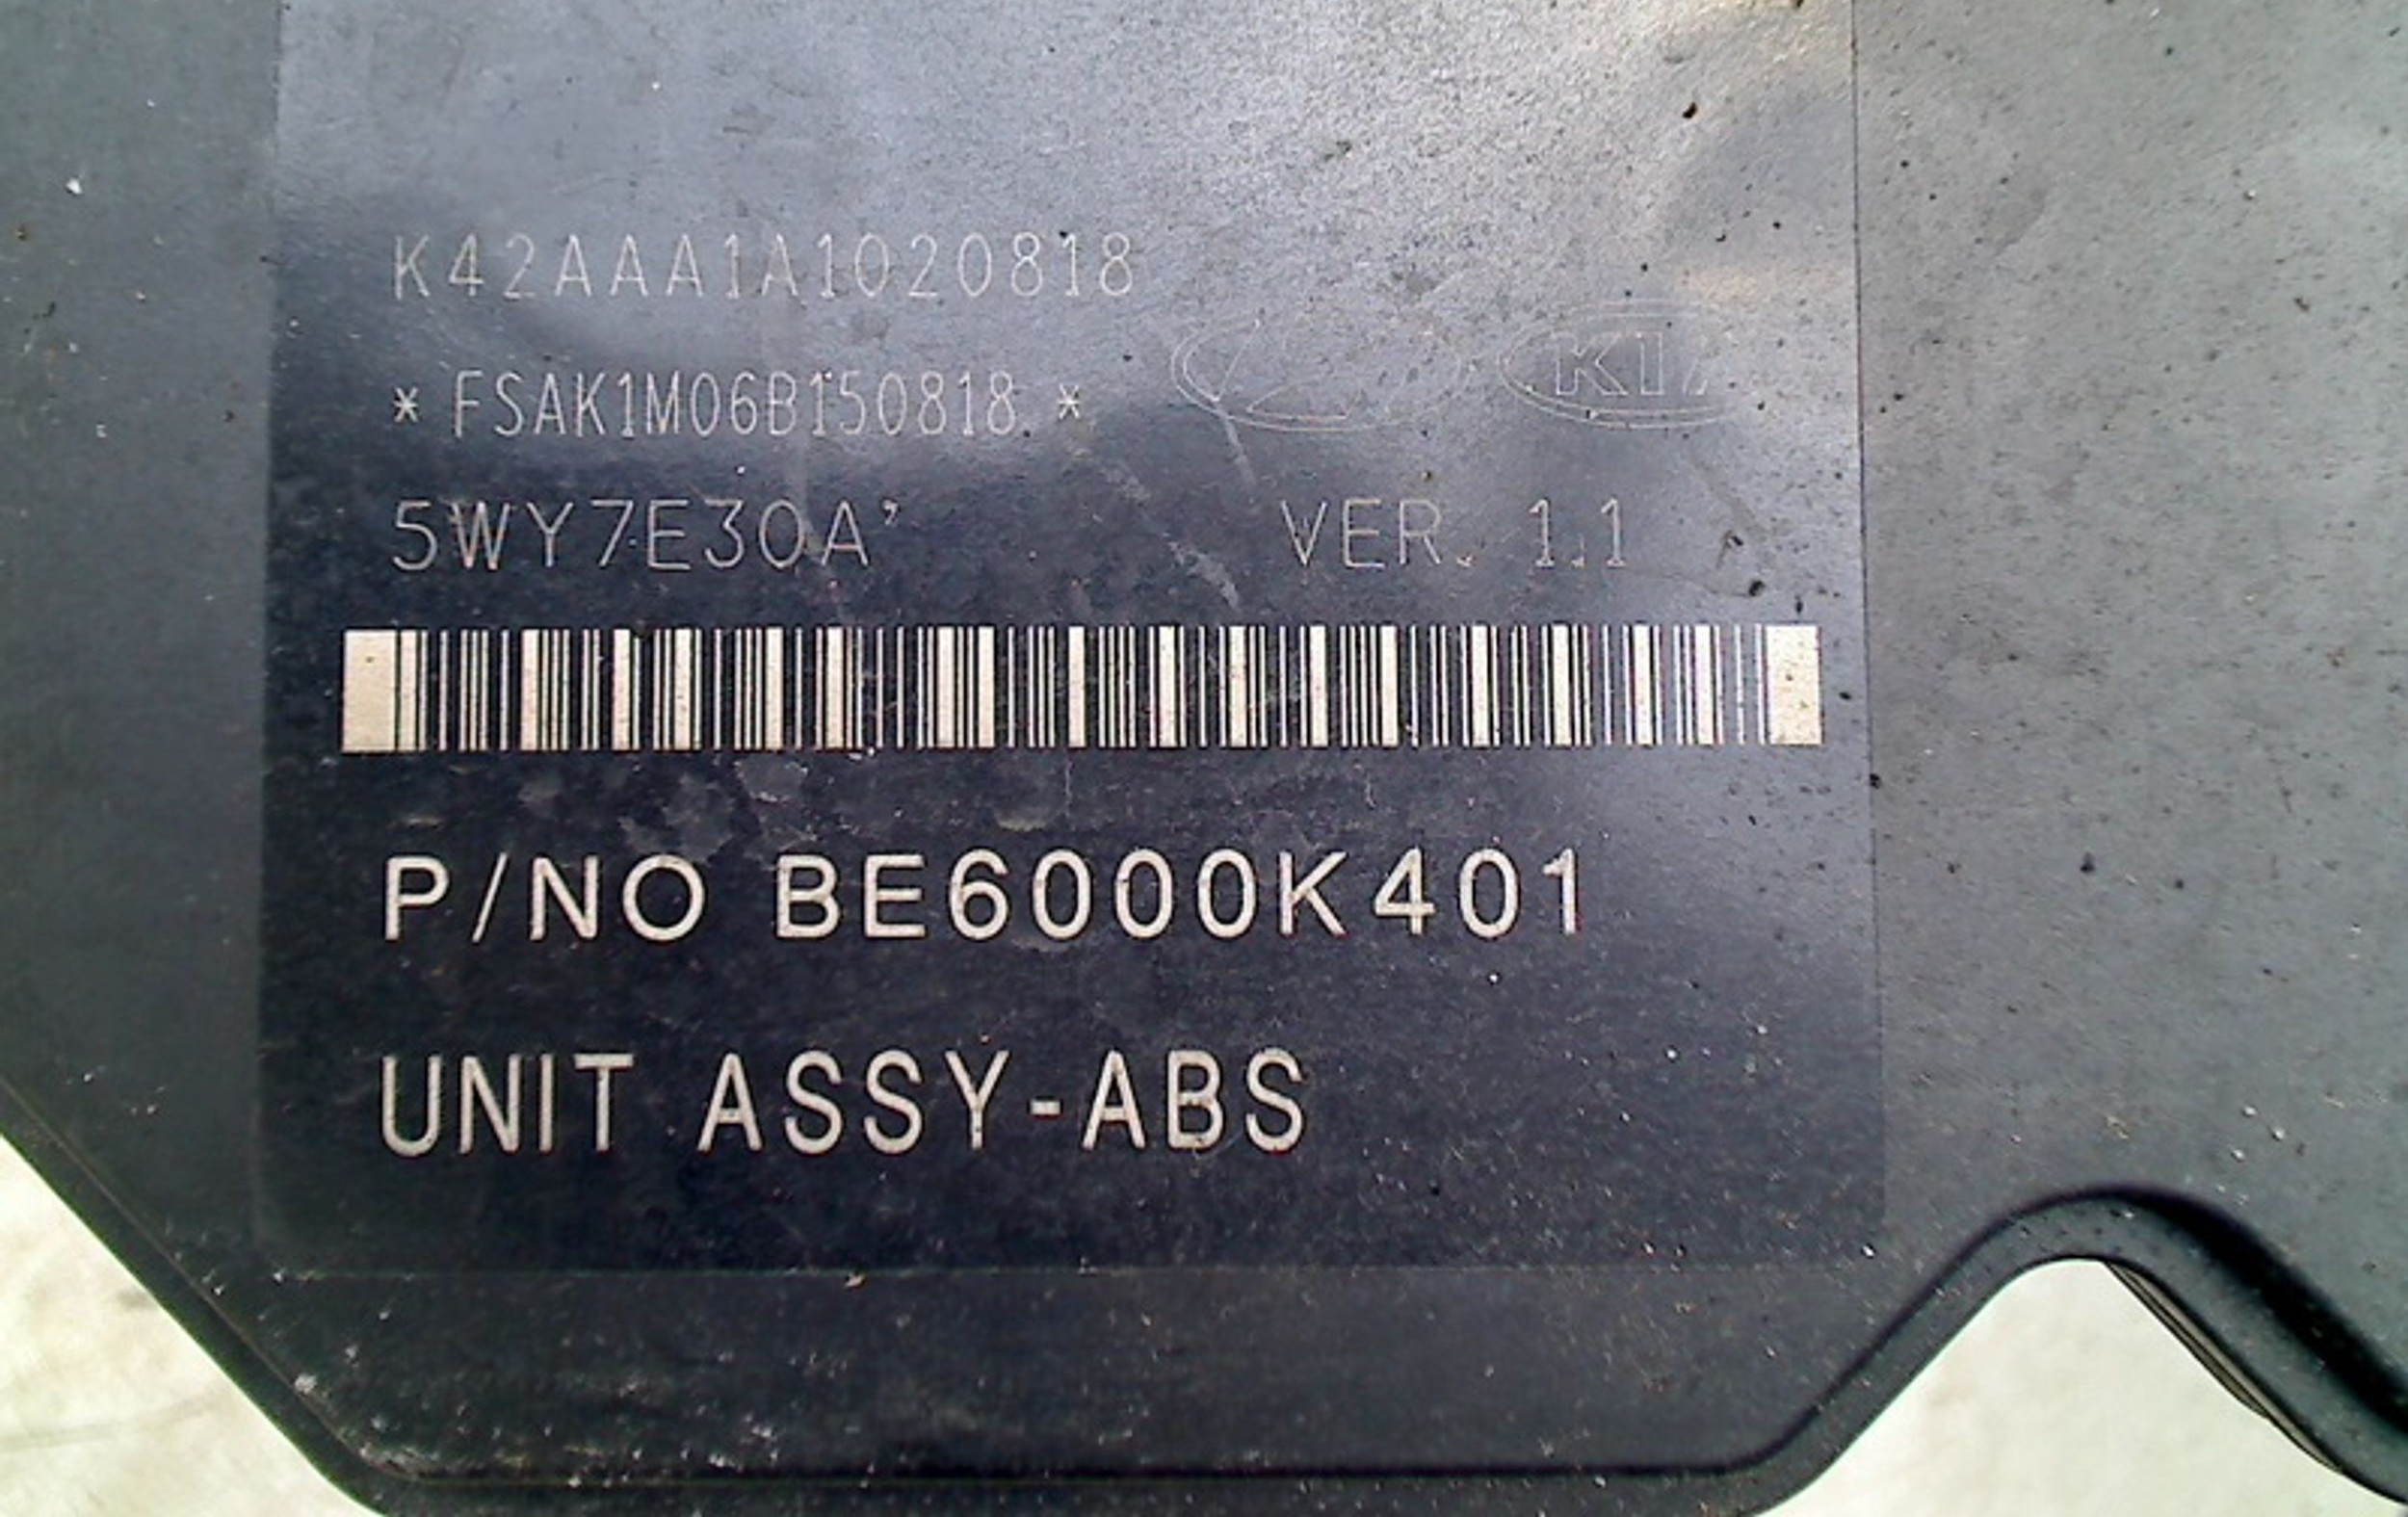 K42AAA1A1020818
* FSAK1M06B150818 *
KIA
5WY7E30A' VER. 1.1
P/NO BE6000K401
UNIT ASSY-ABS